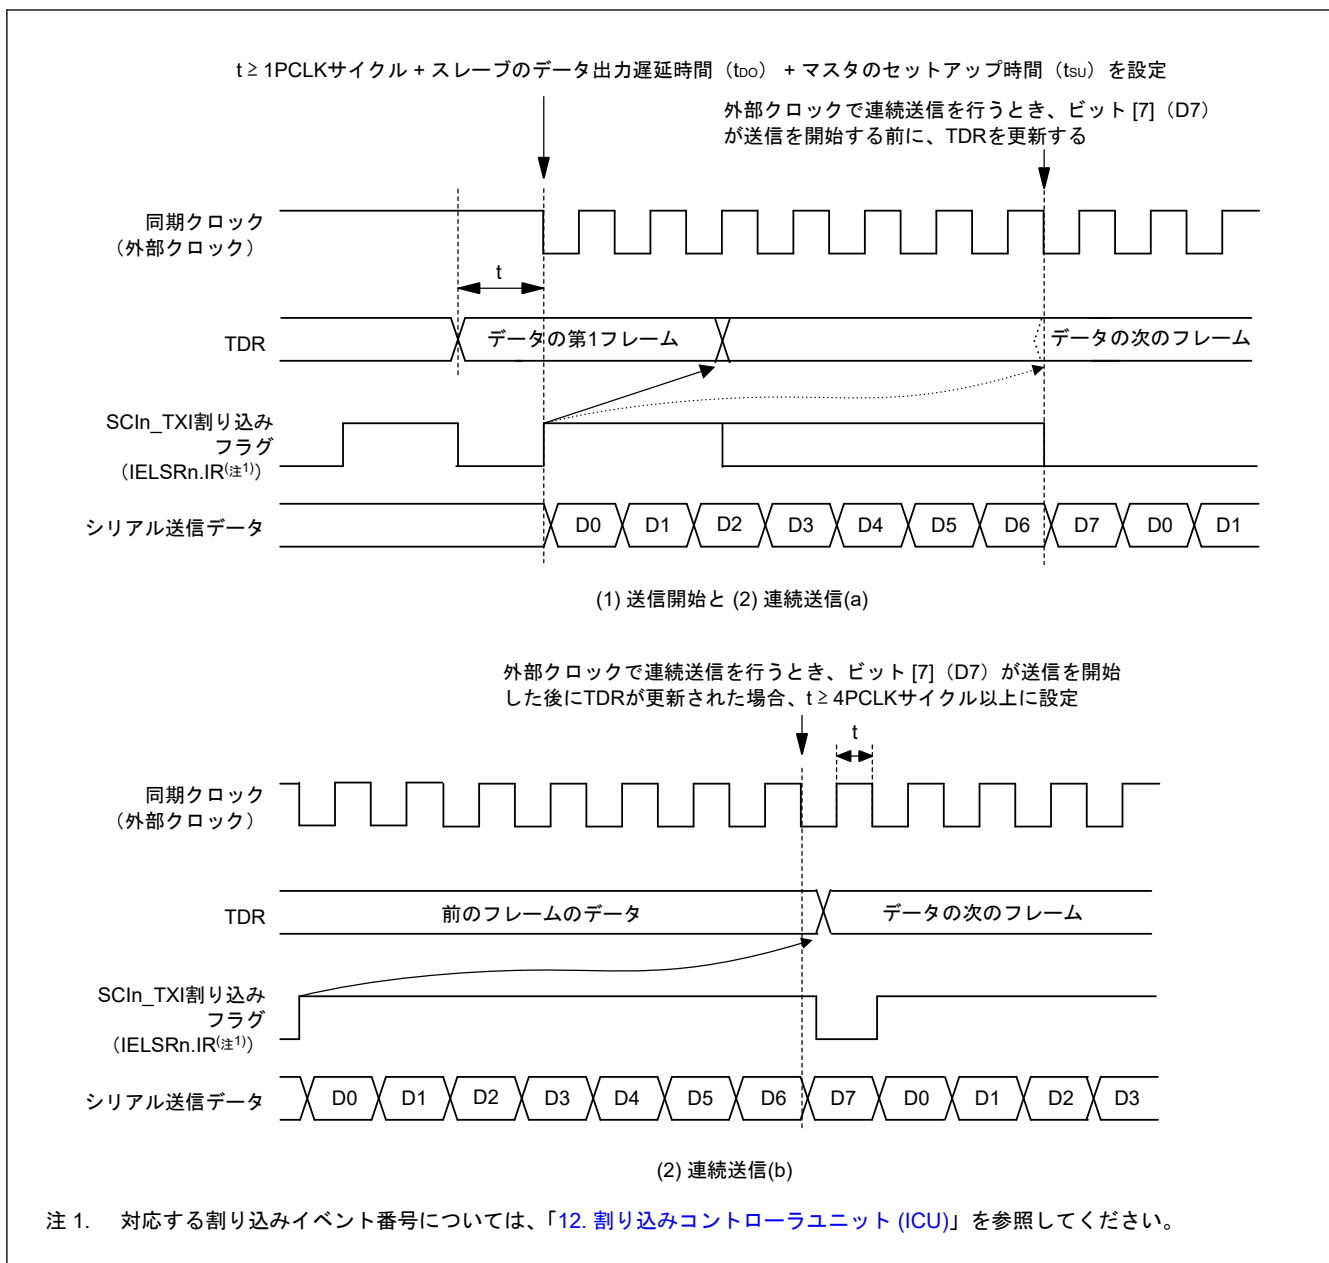 t ≥ 1PCLKサイクル + スレーブのデータ出力遅延時間（tDO） + マスタのセットアップ時間（tSU）を設定
外部クロックで連続送信を行うとき、ビット [7]（D7）
が送信を開始する前に、TDRを更新する
同期クロック
（外部クロック）
t
TDR
データの第1フレーム
データの次のフレーム
SCIn_TXI割り込み
フラグ
（IELSRn.IR(注1)）
シリアル送信データ
D0 D1 D2 D3 D4 D5 D6 D7 D0 D1
(1) 送信開始と (2) 連続送信(a)
外部クロックで連続送信を行うとき、ビット [7]（D7）が送信を開始
した後にTDRが更新された場合、t ≥ 4PCLKサイクル以上に設定
t
同期クロック
（外部クロック）
TDR
前のフレームのデータ
データの次のフレーム
SCIn_TXI割り込み
フラグ
（IELSRn.IR(注1)）
シリアル送信データ
D0 D1 D2 D3 D4 D5 D6 D7 D0 D1 D2 D3
(2) 連続送信(b)
注 1. 対応する割り込みイベント番号については、「12. 割り込みコントローラユニット (ICU)」を参照してください。